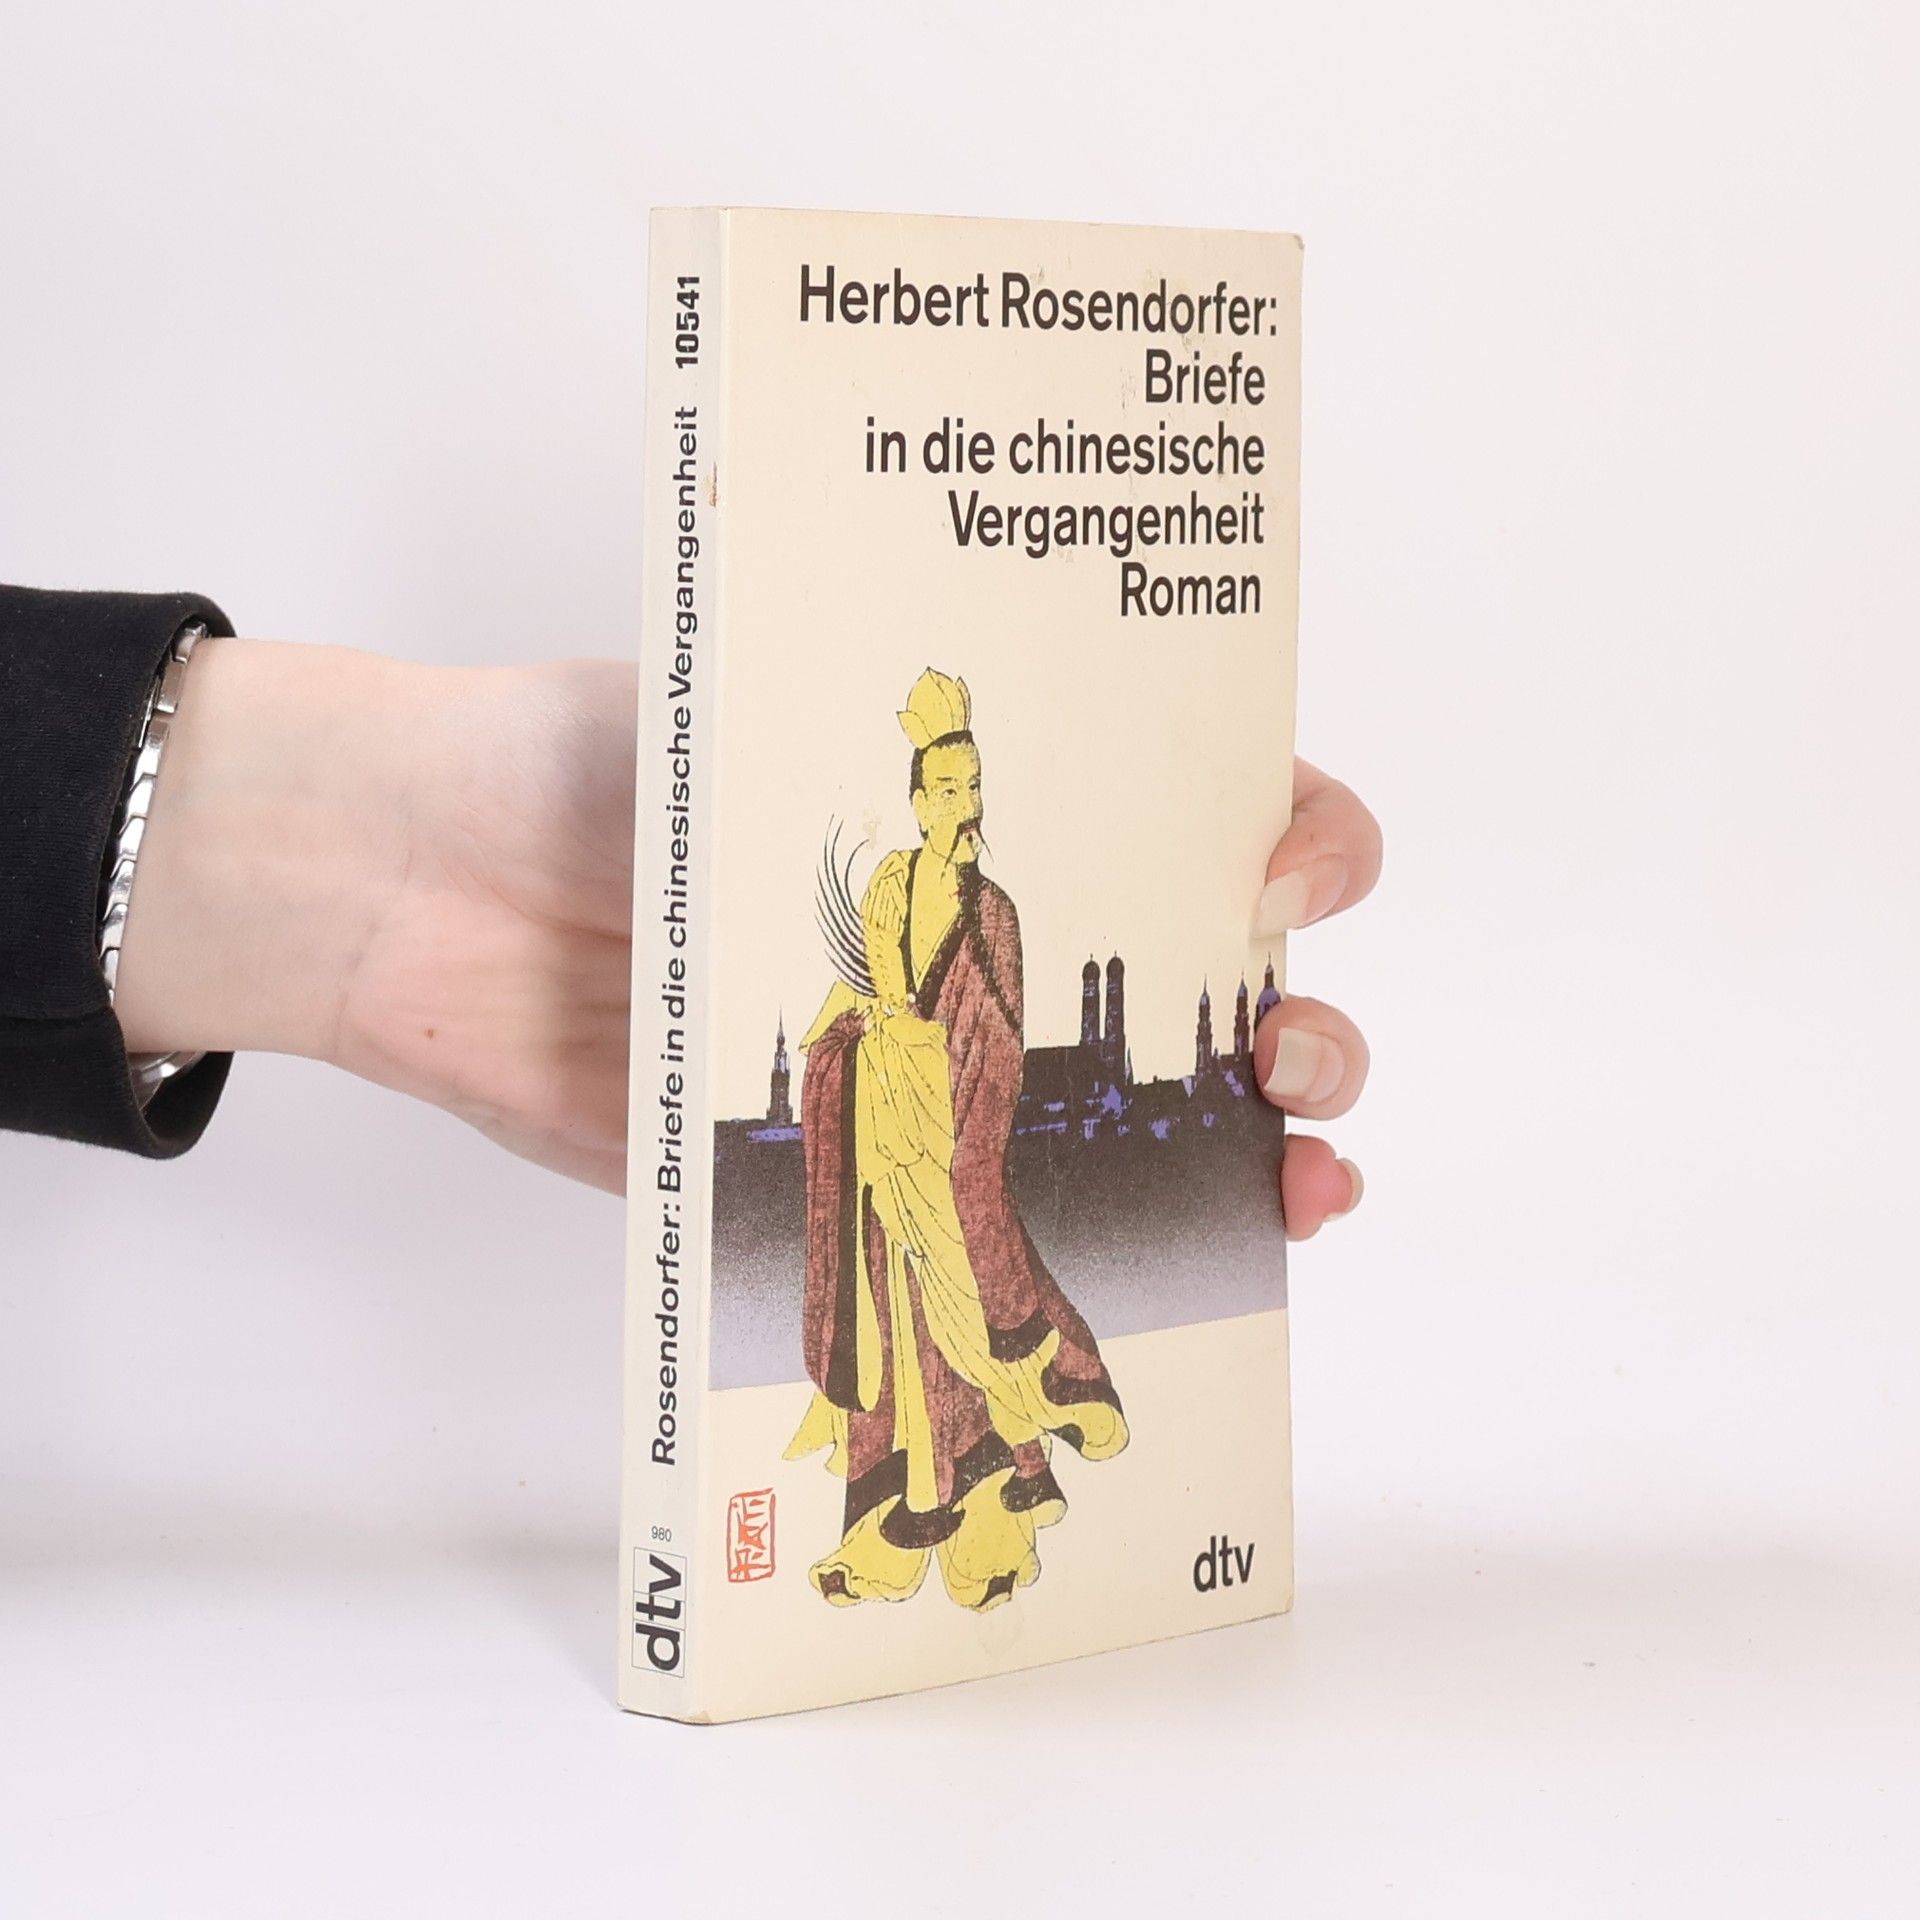 Herbert Rosendorfer:
Briefe
in die chinesische
Vergangenheit
Roman
dtv
Rosendorfer: Briefe in die chinesische Vergangenheit 10541
980
dtv